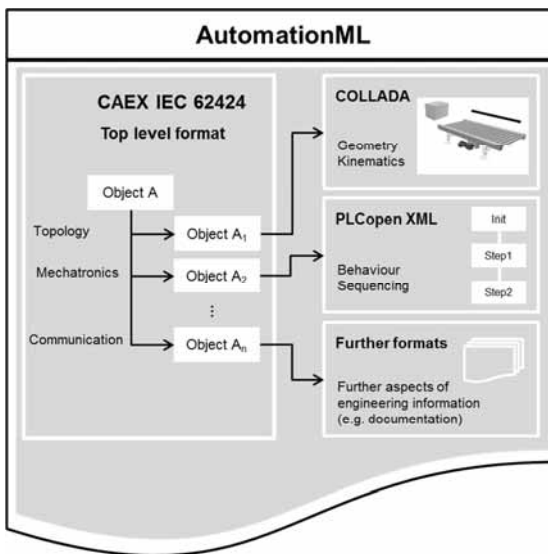 AutomationML
CAEX IEC 62424
Top level format
Object A
Topology
Object A1
Mechatronics
Object A2
...
Communication
Object An
COLLADA
Geometry
Kinematics
PLCopen XML
Behaviour
Sequencing
Init
Step1
Step2
Further formats
Further aspects of
engineering information
(e.g. documentation)